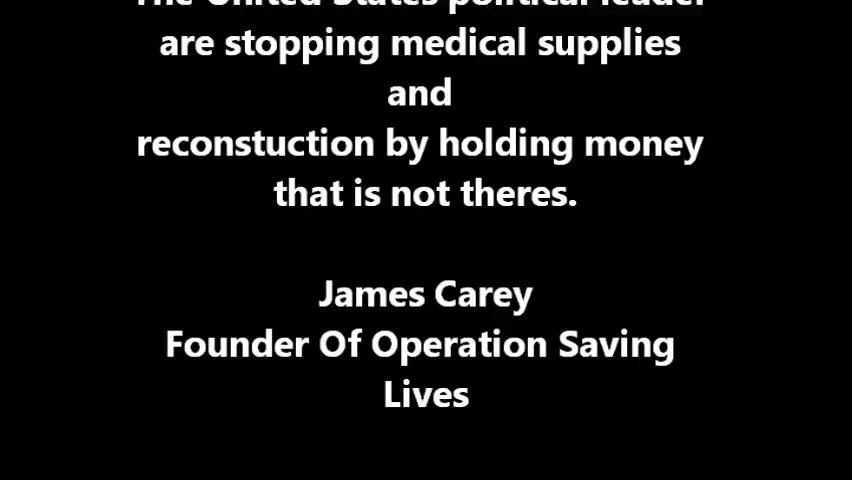 The United States political leader
are stopping medical supplies
and
reconstuction by holding money
that is not theres.
James Carey
Founder Of Operation Saving
Lives